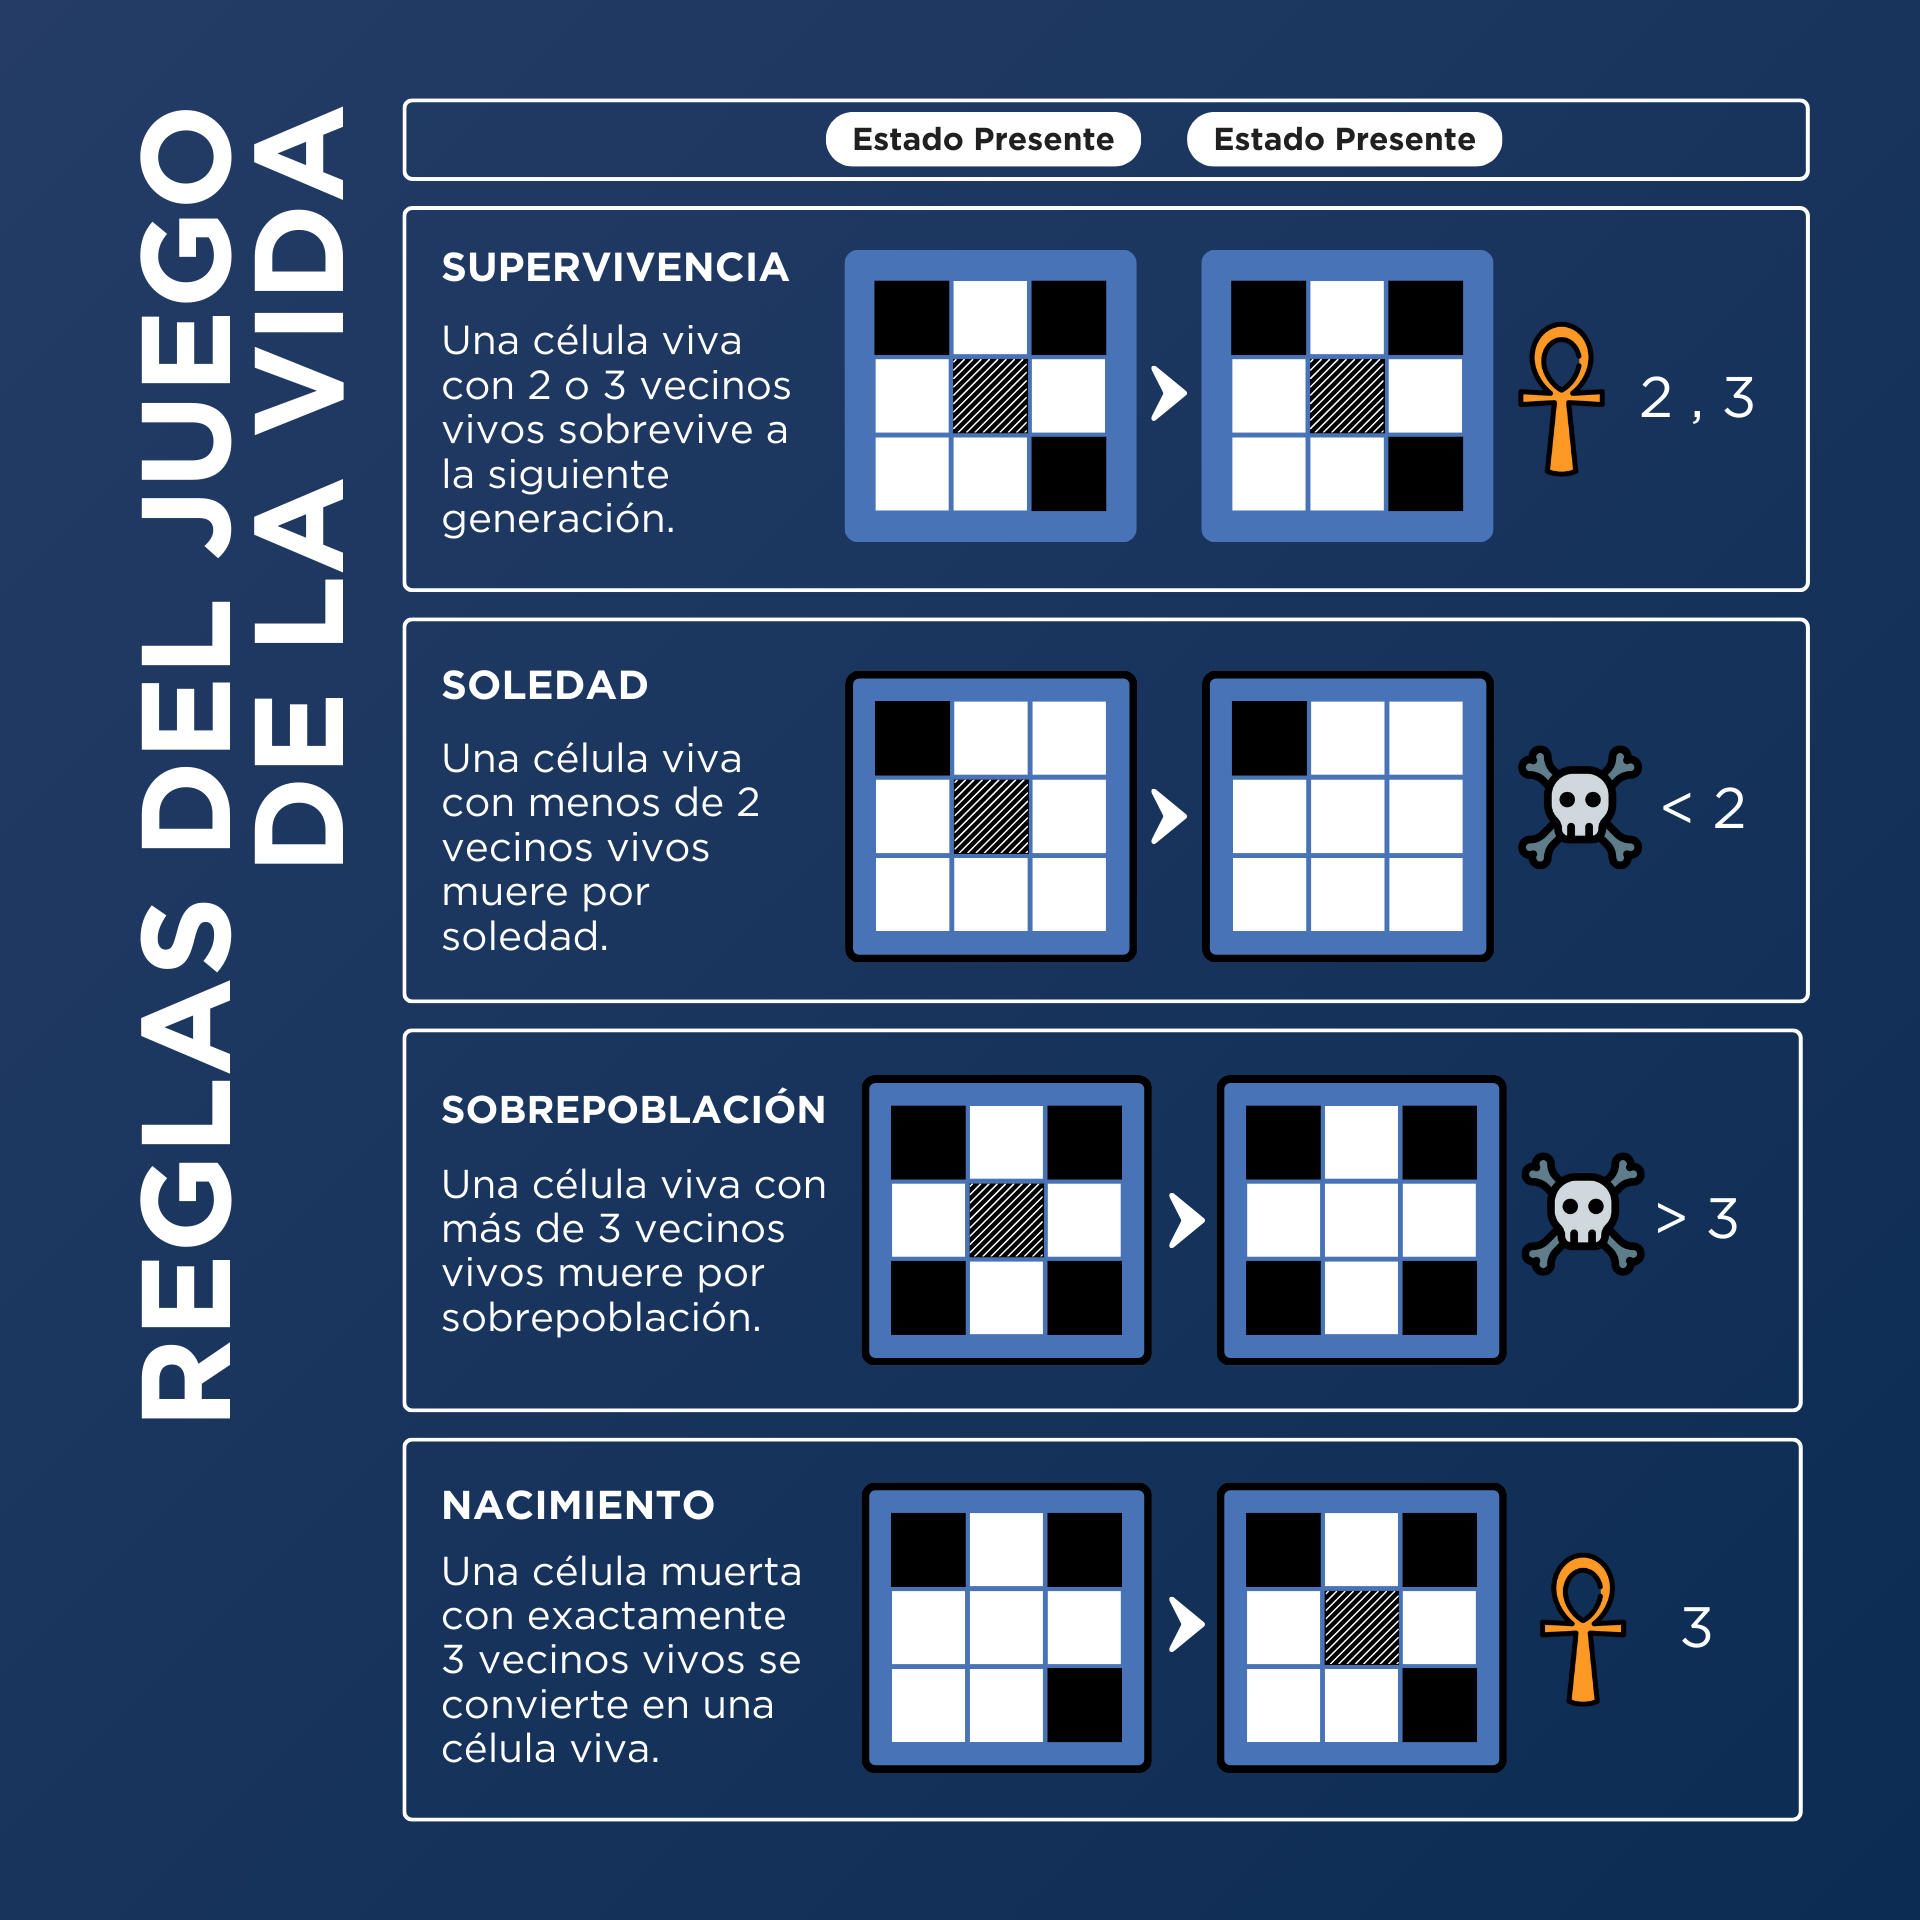 REGLAS DEL JUEGO
DE LA VIDA
Estado Presente
Estado Presente
SUPERVIVENCIA
Una célula viva
con 2 o 3 vecinos
vivos sobrevive a
la siguiente
generación.
2 , 3
SOLEDAD
Una célula viva
con menos de 2
vecinos vivos
muere por
soledad.
< 2
SOBREPOBLACIÓN
Una célula viva con
más de 3 vecinos
vivos muere por
sobrepoblación.
> 3
NACIMIENTO
Una célula muerta
con exactamente
3 vecinos vivos se
convierte en una
célula viva.
3